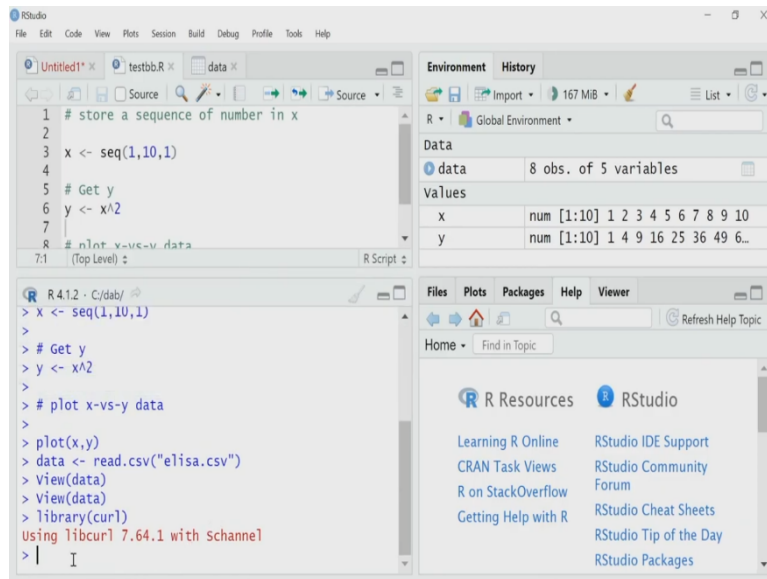 RStudio
File Edit Code View Plots Session Build Debug Profile Tools Help
Untitled1* testbb.R data
Source Source
1 # store a sequence of number in x
2
3 x <- seq(1,10,1)
4
5 # Get y
6 y <- x^2
7
8 # plot x-vs-y data
7:1 (Top Level) R Script
R 4.1.2 · C:/dab/
> x <- seq(1,10,1)
>
> # Get y
> y <- x^2
>
> # plot x-vs-y data
>
> plot(x,y)
> data <- read.csv("elisa.csv")
> View(data)
> View(data)
> library(curl)
Using libcurl 7.64.1 with Schannel
>
Environment History
Import 167 MiB List
R Global Environment
Data
data 8 obs. of 5 variables
Values
x num [1:10] 1 2 3 4 5 6 7 8 9 10
y num [1:10] 1 4 9 16 25 36 49 6…
Files Plots Packages Help Viewer
Refresh Help Topic
Home Find in Topic
R Resources
Learning R Online
CRAN Task Views
R on StackOverflow
Getting Help with R
RStudio
RStudio IDE Support
RStudio Community
Forum
RStudio Cheat Sheets
RStudio Tip of the Day
RStudio Packages